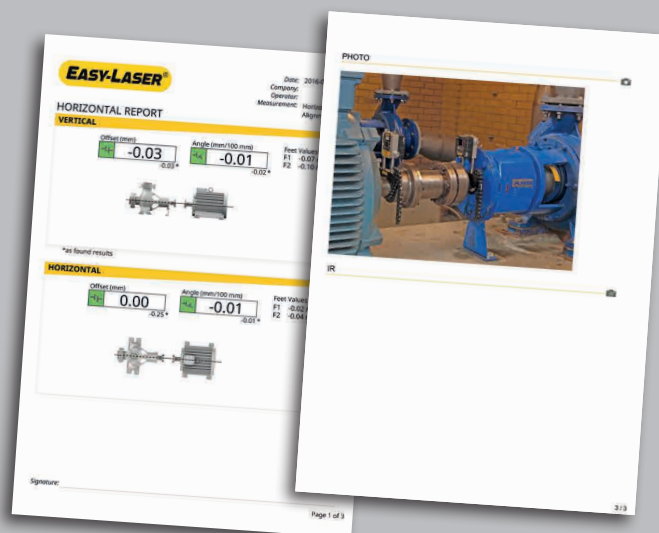 EASY-LASER®
Date: 2016-0
Company:
Operator:
Measurement: Horizo
Alignm
HORIZONTAL REPORT
VERTICAL
Offset (mm)
-0.03
-0.03 *
Angle (mm/100 mm)
-0.01
-0.02 *
Feet Values
F1 -0.07
F2 -0.10
*as found results
HORIZONTAL
Offset (mm)
0.00
-0.25 *
Angle (mm/100 mm)
-0.01
-0.01 *
Feet Values
F1 -0.02
F2 -0.04
Signature:
Page 1 of 3
PHOTO
IR
3 / 3